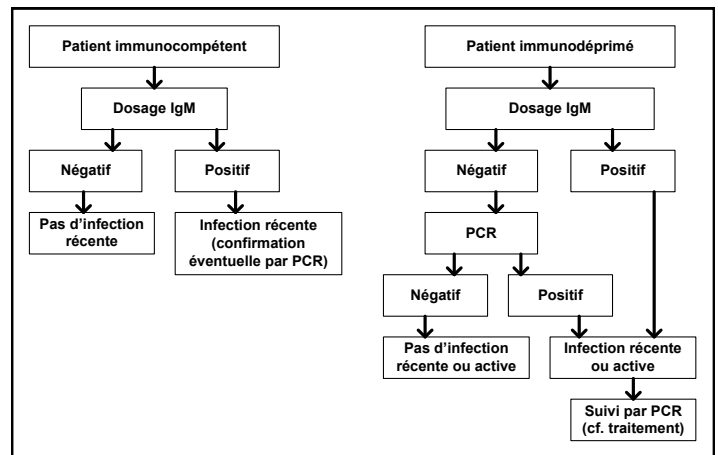 Patient immunocompétent
Dosage IgM
Négatif
Positif
Pas d'infection
récente
Infection récente
(confirmation
éventuelle par PCR)
Patient immunodéprimé
Dosage IgM
Négatif
Positif
PCR
Négatif
Positif
Pas d'infection
récente ou active
Infection récente
ou active
Suivi par PCR
(cf. traitement)